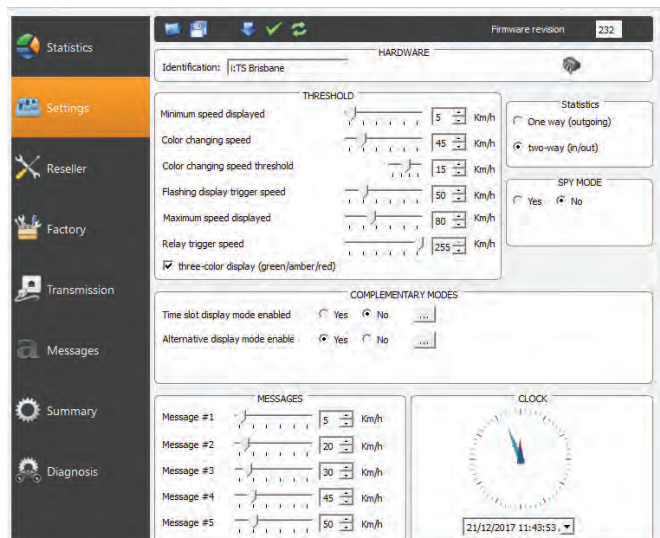 Firmware revision 232
Statistics
Settings
Reseller
Factory
Transmission
Messages
Summary
Diagnosis
HARDWARE
Identification: i:TS Brisbane
THRESHOLD
Minimum speed displayed 5 Km/h
Color changing speed 45 Km/h
Color changing speed threshold 15 Km/h
Flashing display trigger speed 50 Km/h
Maximum speed displayed 80 Km/h
Relay trigger speed 255 Km/h
three-color display (green/amber/red)
Statistics
One way (outgoing)
two-way (in/out)
SPY MODE
Yes No
COMPLEMENTARY MODES
Time slot display mode enabled Yes No ...
Alternative display mode enable Yes No ...
MESSAGES
Message #1 5 Km/h
Message #2 20 Km/h
Message #3 30 Km/h
Message #4 45 Km/h
Message #5 50 Km/h
CLOCK
21/12/2017 11:43:53